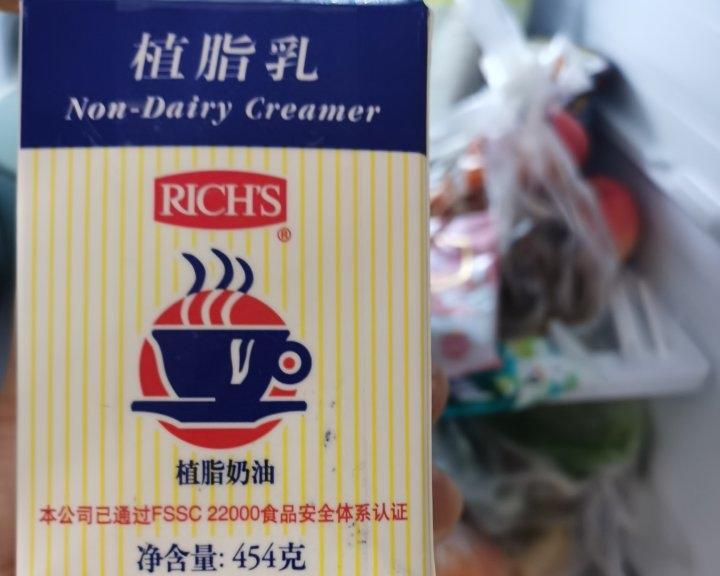 植脂乳
Non-Dairy Creamer
RICH'S
®
植脂奶油
本公司已通过FSSC 22000食品安全体系认证
净含量: 454克